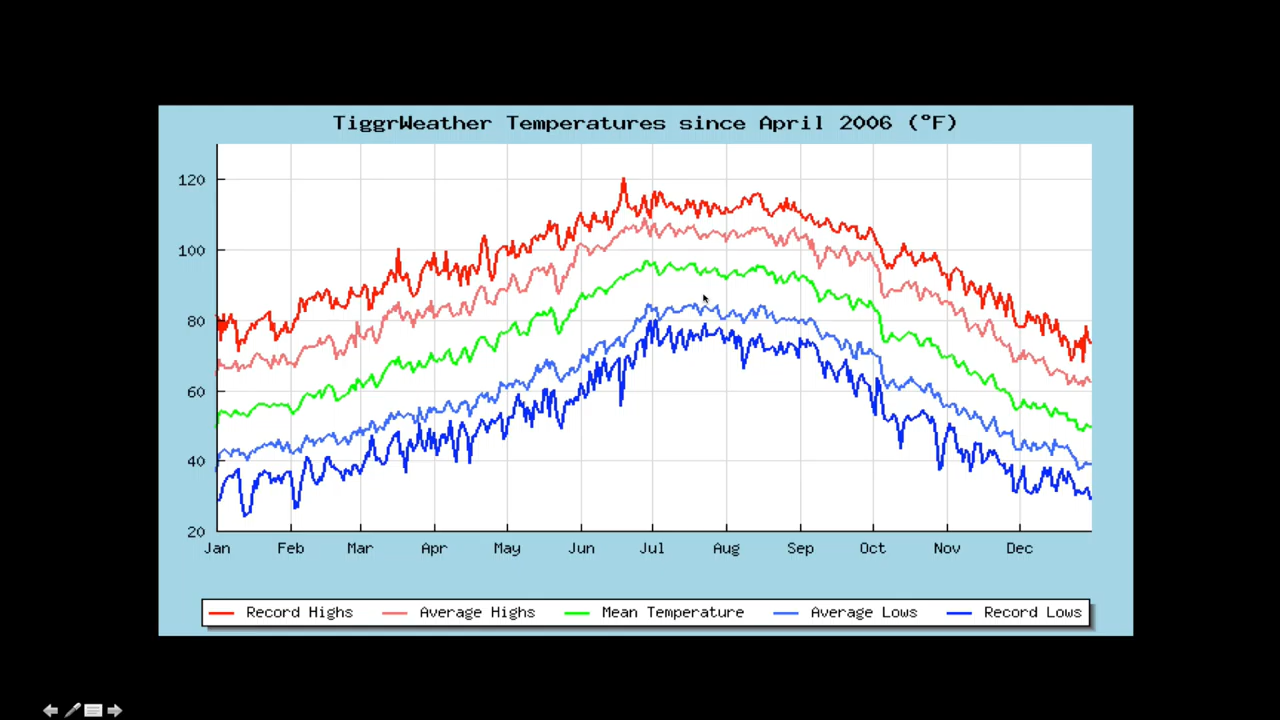 TiggrWeather Temperatures since April 2006 (°F)
120
100
80
60
40
20
Jan Feb Mar Apr May Jun Jul Aug Sep Oct Nov Dec
Record Highs Average Highs Mean Temperature Average Lows Record Lows